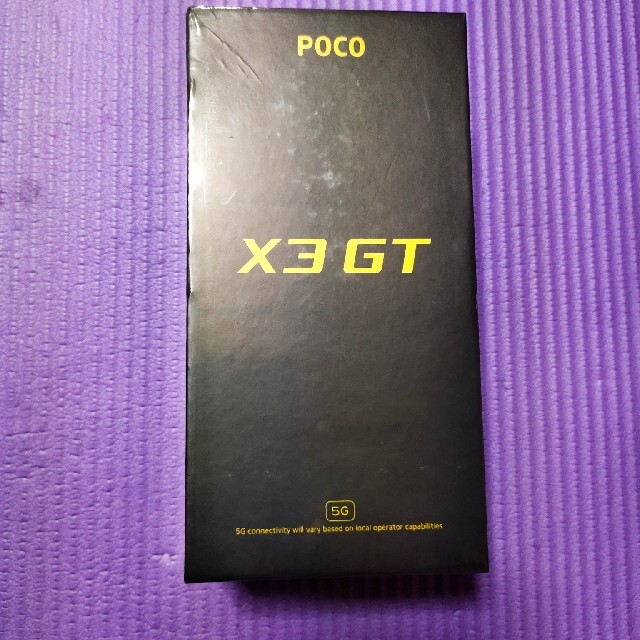 POCO
X3 GT
5G
5G connectivity will vary based on local operator capabilities